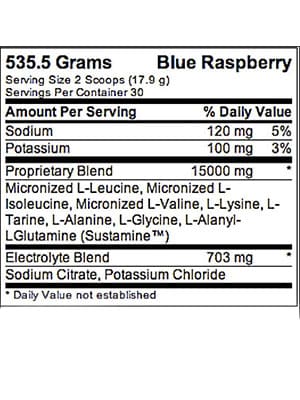 535.5 Grams Blue Raspberry
Serving Size 2 Scoops (17.9 g)
Servings Per Container 30
Amount Per Serving % Daily Value
Sodium 120 mg 5%
Potassium 100 mg 3%
Proprietary Blend 15000 mg *
Micronized L-Leucine, Micronized L-
Isoleucine, Micronized L-Valine, L-Lysine, L-
Tarine, L-Alanine, L-Glycine, L-Alanyl-
LGlutamine (Sustamine™)
Electrolyte Blend 703 mg *
Sodium Citrate, Potassium Chloride
* Daily Value not established